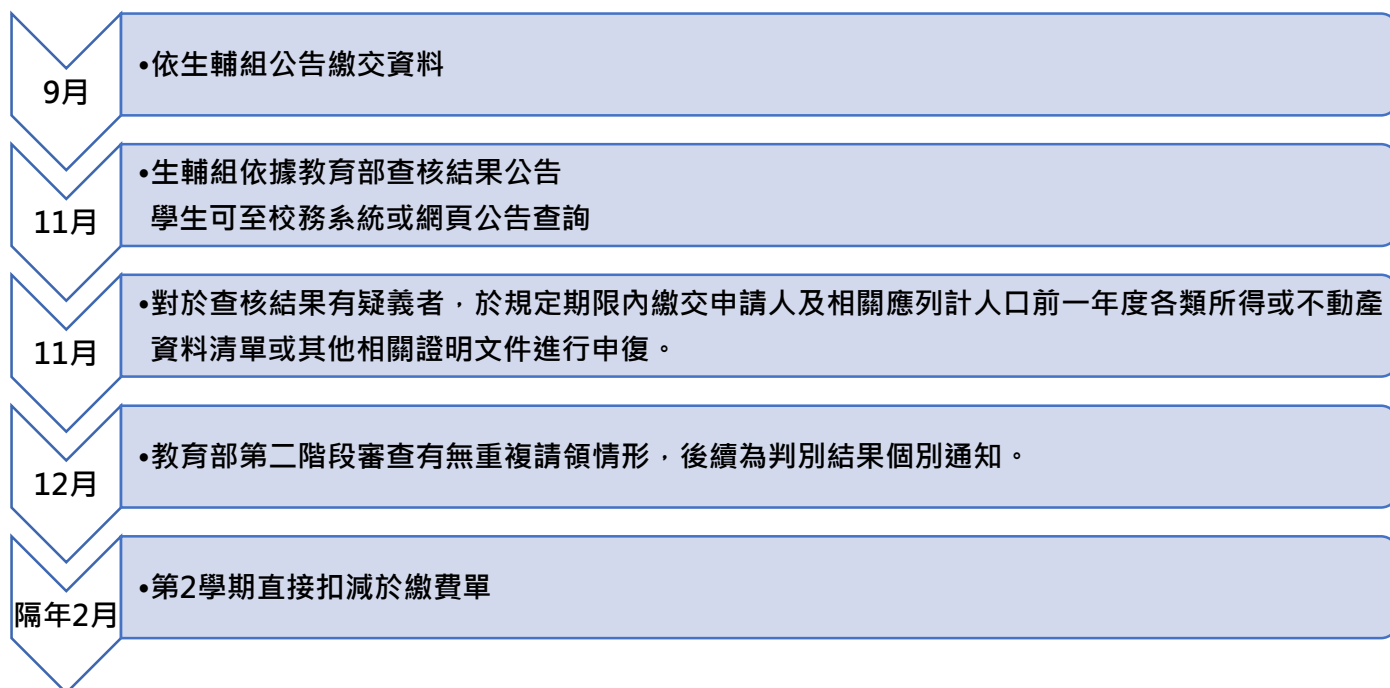 9月
•依生輔組公告繳交資料
11月
•生輔組依據教育部查核結果公告
學生可至校務系統或網頁公告查詢
11月
•對於查核結果有疑義者，於規定期限內繳交申請人及相關應列計人口前一年度各類所得或不動產
資料清單或其他相關證明文件進行申復。
12月
•教育部第二階段審查有無重複請領情形，後續為判別結果個別通知。
隔年2月
•第2學期直接扣減於繳費單